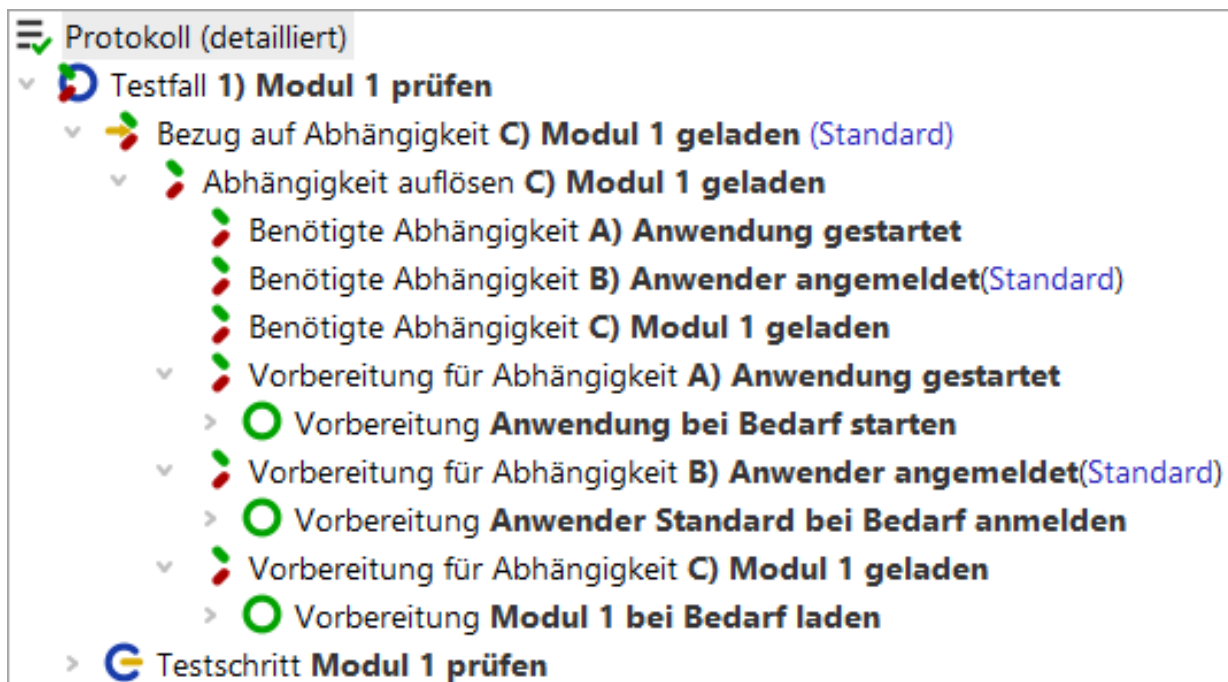 Protokoll (detailliert)
Testfall 1) Modul 1 prüfen
Bezug auf Abhängigkeit C) Modul 1 geladen (Standard)
Abhängigkeit auflösen C) Modul 1 geladen
Benötigte Abhängigkeit A) Anwendung gestartet
Benötigte Abhängigkeit B) Anwender angemeldet(Standard)
Benötigte Abhängigkeit C) Modul 1 geladen
Vorbereitung für Abhängigkeit A) Anwendung gestartet
Vorbereitung Anwendung bei Bedarf starten
Vorbereitung für Abhängigkeit B) Anwender angemeldet(Standard)
Vorbereitung Anwender Standard bei Bedarf anmelden
Vorbereitung für Abhängigkeit C) Modul 1 geladen
Vorbereitung Modul 1 bei Bedarf laden
Testschritt Modul 1 prüfen